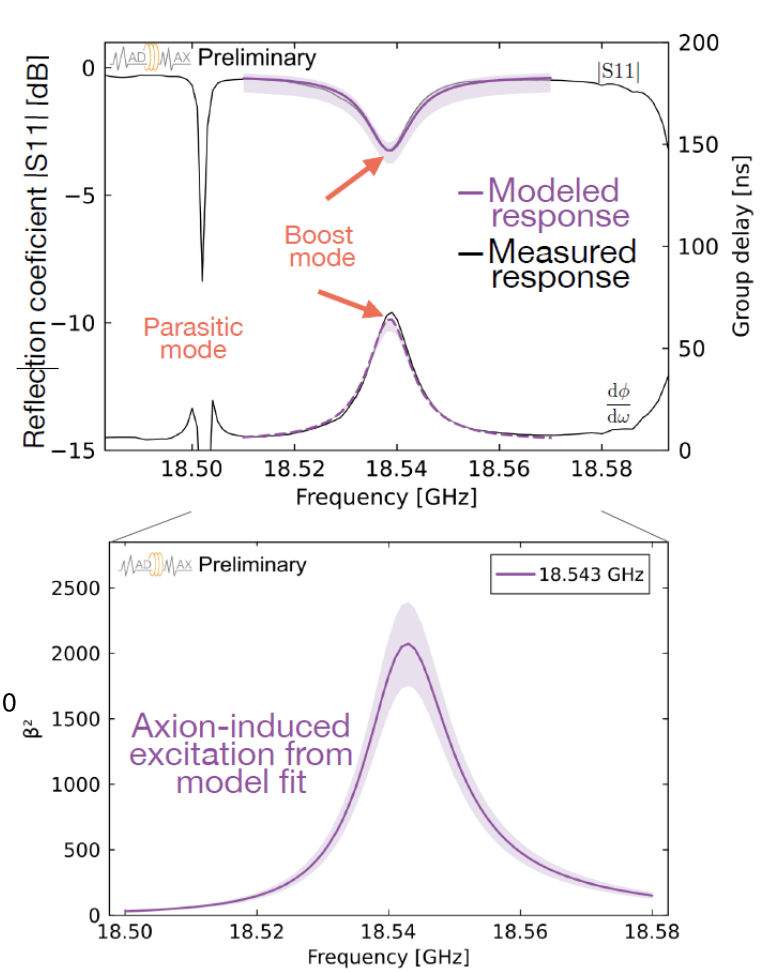 MADMAX Preliminary
Reflection coeficient |S11| [dB]
0
−5
−10
−15
200
150
100
50
0
Group delay [ns]
|S11|
Modeled
response
Measured
response
Boost
mode
Parasitic
mode
dφ
dω
18.50 18.52 18.54 18.56 18.58
Frequency [GHz]
MADMAX Preliminary
18.543 GHz
2500
2000
1500
1000
500
0
0
β²
Axion-induced
excitation from
model fit
18.50 18.52 18.54 18.56 18.58
Frequency [GHz]